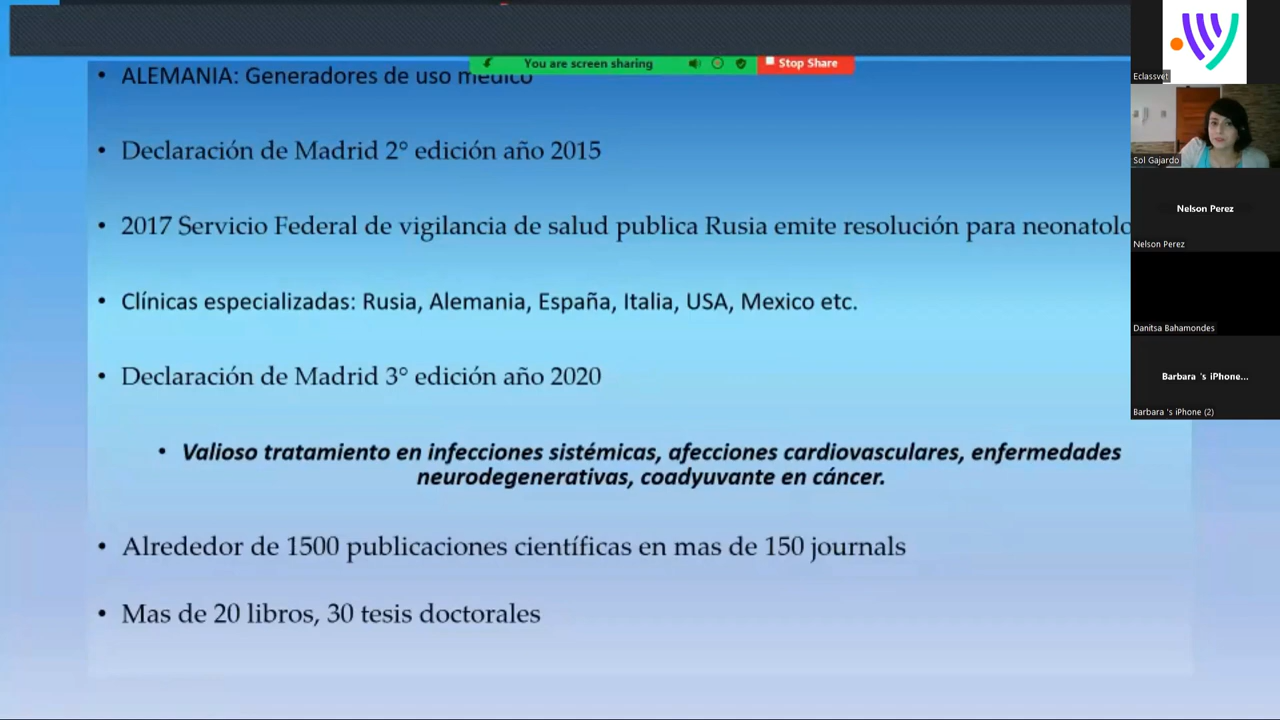 You are screen sharing
Stop Share
• ALEMANIA: Generadores de uso medico
• Declaración de Madrid 2° edición año 2015
• 2017 Servicio Federal de vigilancia de salud publica Rusia emite resolución para neonatolo
• Clínicas especializadas: Rusia, Alemania, España, Italia, USA, Mexico etc.
• Declaración de Madrid 3° edición año 2020
• Valioso tratamiento en infecciones sistémicas, afecciones cardiovasculares, enfermedades
neurodegenerativas, coadyuvante en cáncer.
• Alrededor de 1500 publicaciones científicas en mas de 150 journals
• Mas de 20 libros, 30 tesis doctorales
Eclassvet
Sol Gajardo
Nelson Perez
Nelson Perez
Danitsa Bahamondes
Barbara 's iPhone...
Barbara 's iPhone (2)